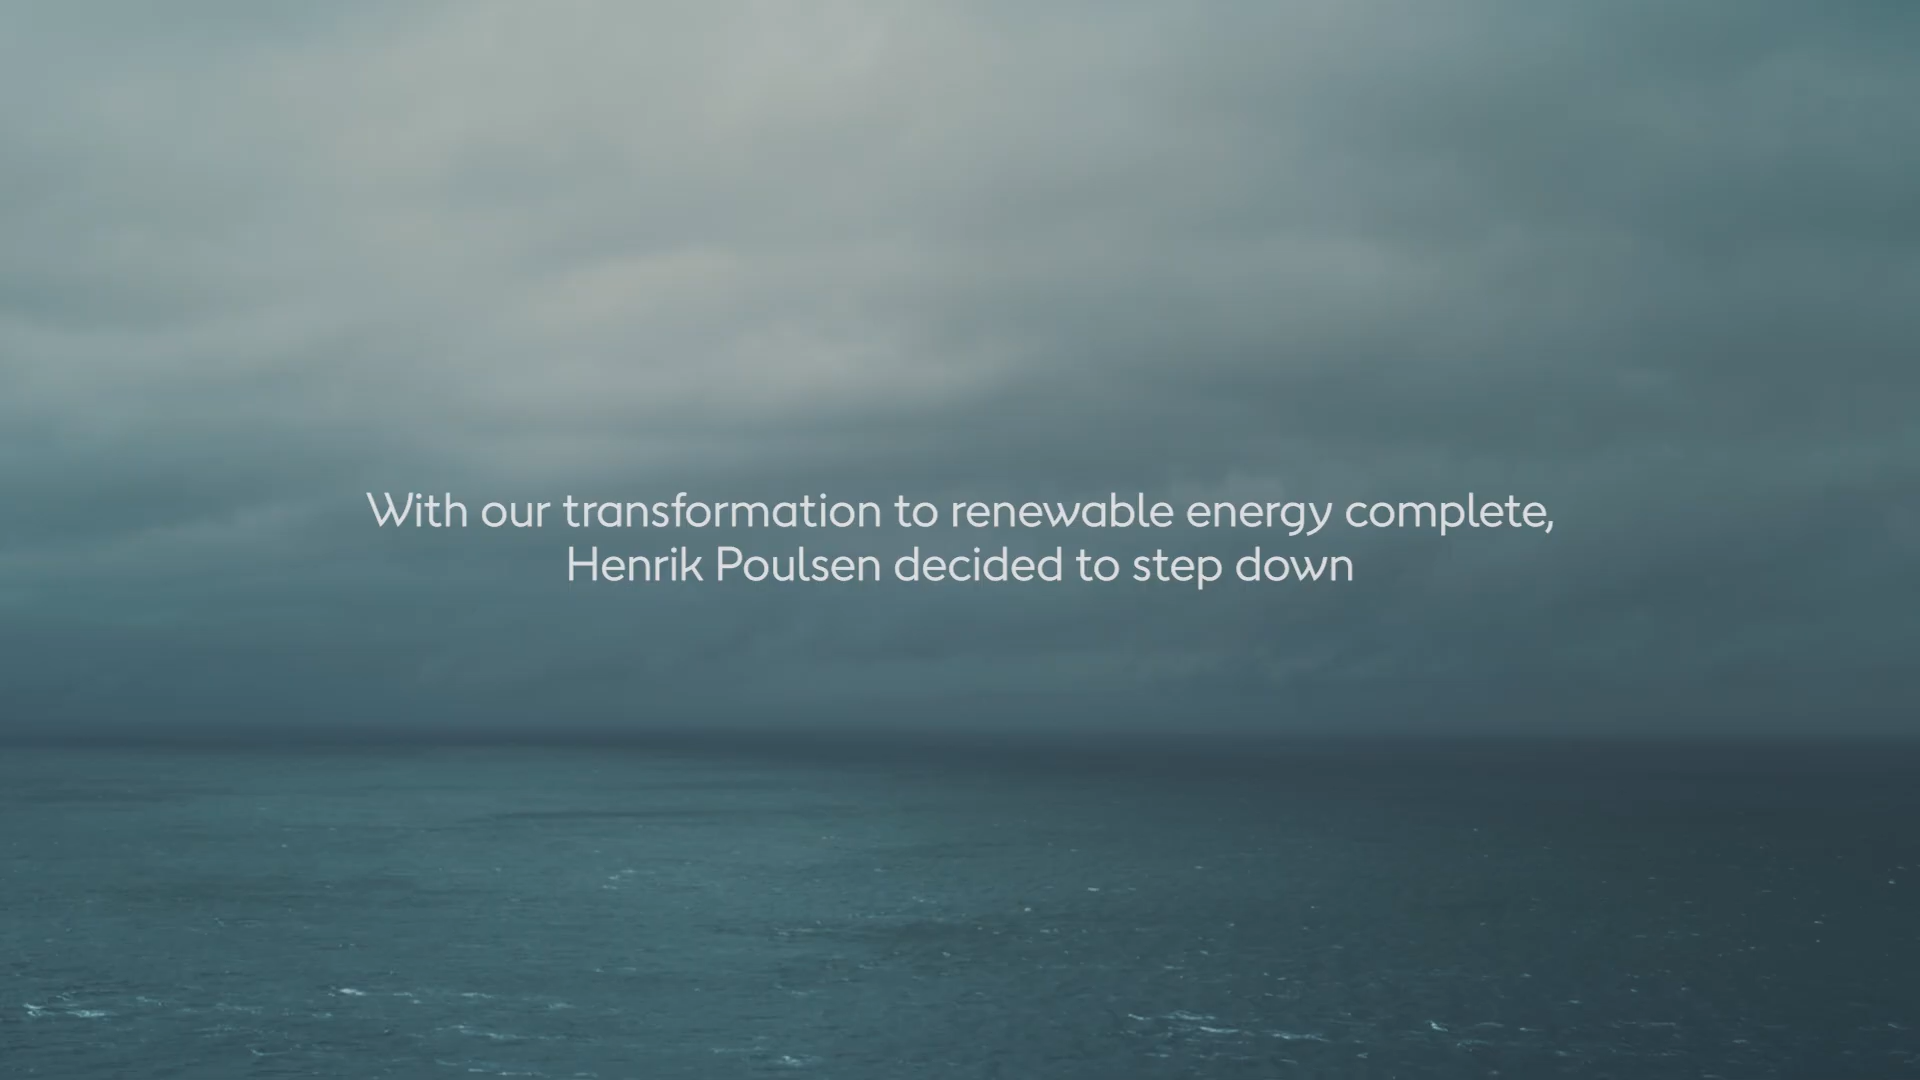 With our transformation to renewable energy complete,
Henrik Poulsen decided to step down